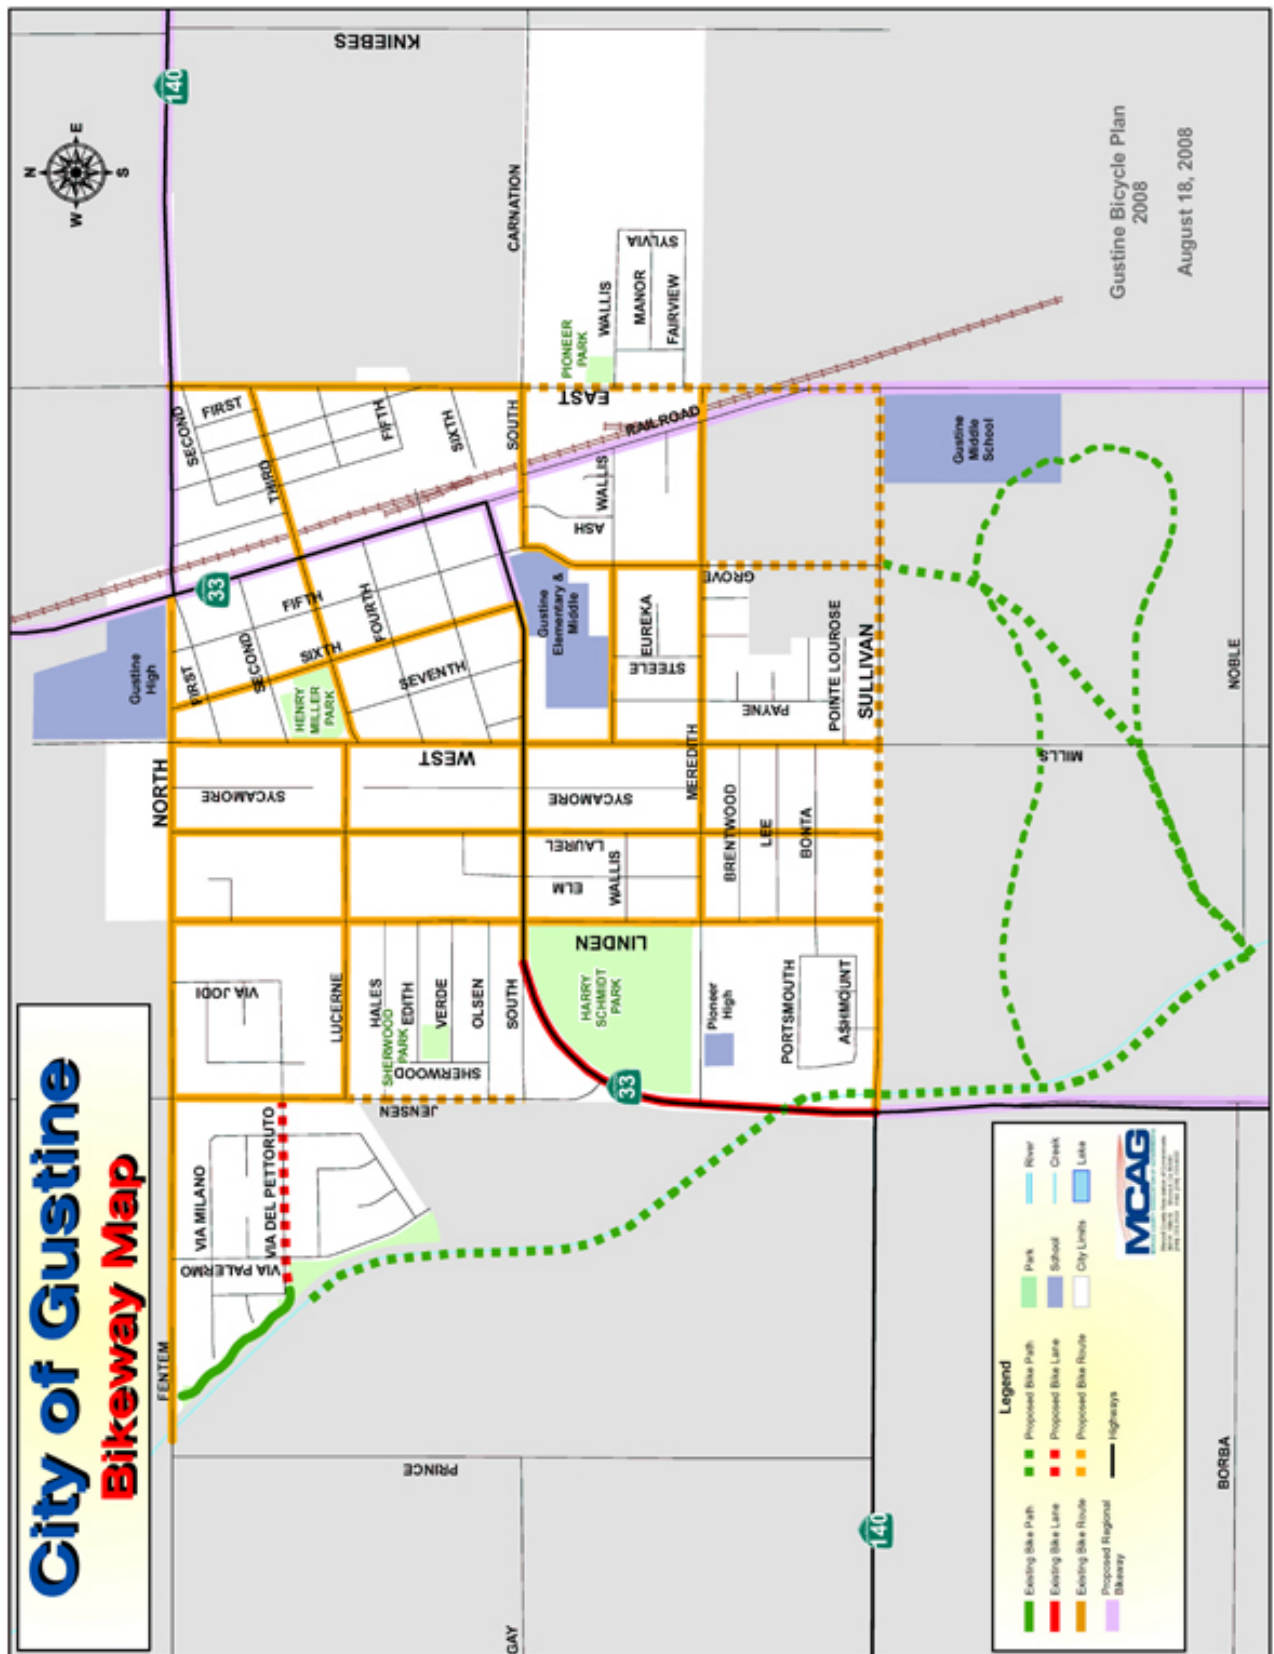 City of Gustine
Bikeway Map
N
W
E
S
140
KNIEBES
CARNATION
Gustine Bicycle Plan
2008
August 18, 2008
PIONEER
PARK
WALLIS
MANOR
FAIRVIEW
SYLVIA
EAST
RAILROAD
SECOND
FIRST
THIRD
FIFTH
SIXTH
SOUTH
WALLIS
ASH
Gustine
Middle
School
33
Gustine
High
FIRST
SECOND
FIFTH
SIXTH
FOURTH
SEVENTH
HENRY
MILLER
PARK
Gustine
Elementary &
Middle
EUREKA
STEELE
GROVE
PAYNE
POINTE LOUROSE
SULLIVAN
NOBLE
MILLS
NORTH
WEST
SYCAMORE
SYCAMORE
MEREDITH
LAUREL
ELM
WALLIS
BRENTWOOD
LEE
BONTA
LINDEN
HARRY
SCHMIDT
PARK
VIA JODI
LUCERNE
HALES
SHERWOOD
PARK
EDITH
VERDE
OLSEN
SOUTH
SHERWOOD
Pioneer
High
PORTSMOUTH
ASHMOUNT
33
JENSEN
VIA MILANO
VIA DEL PETTORUTO
VIA PALERMO
FENTEM
PRINCE
GAY
140
BORBA
Legend
Existing Bike Path
Existing Bike Lane
Existing Bike Route
Proposed Regional
Bikeway
Proposed Bike Path
Proposed Bike Lane
Proposed Bike Route
Highways
Park
School
City Limits
River
Creek
Lake
MCAG